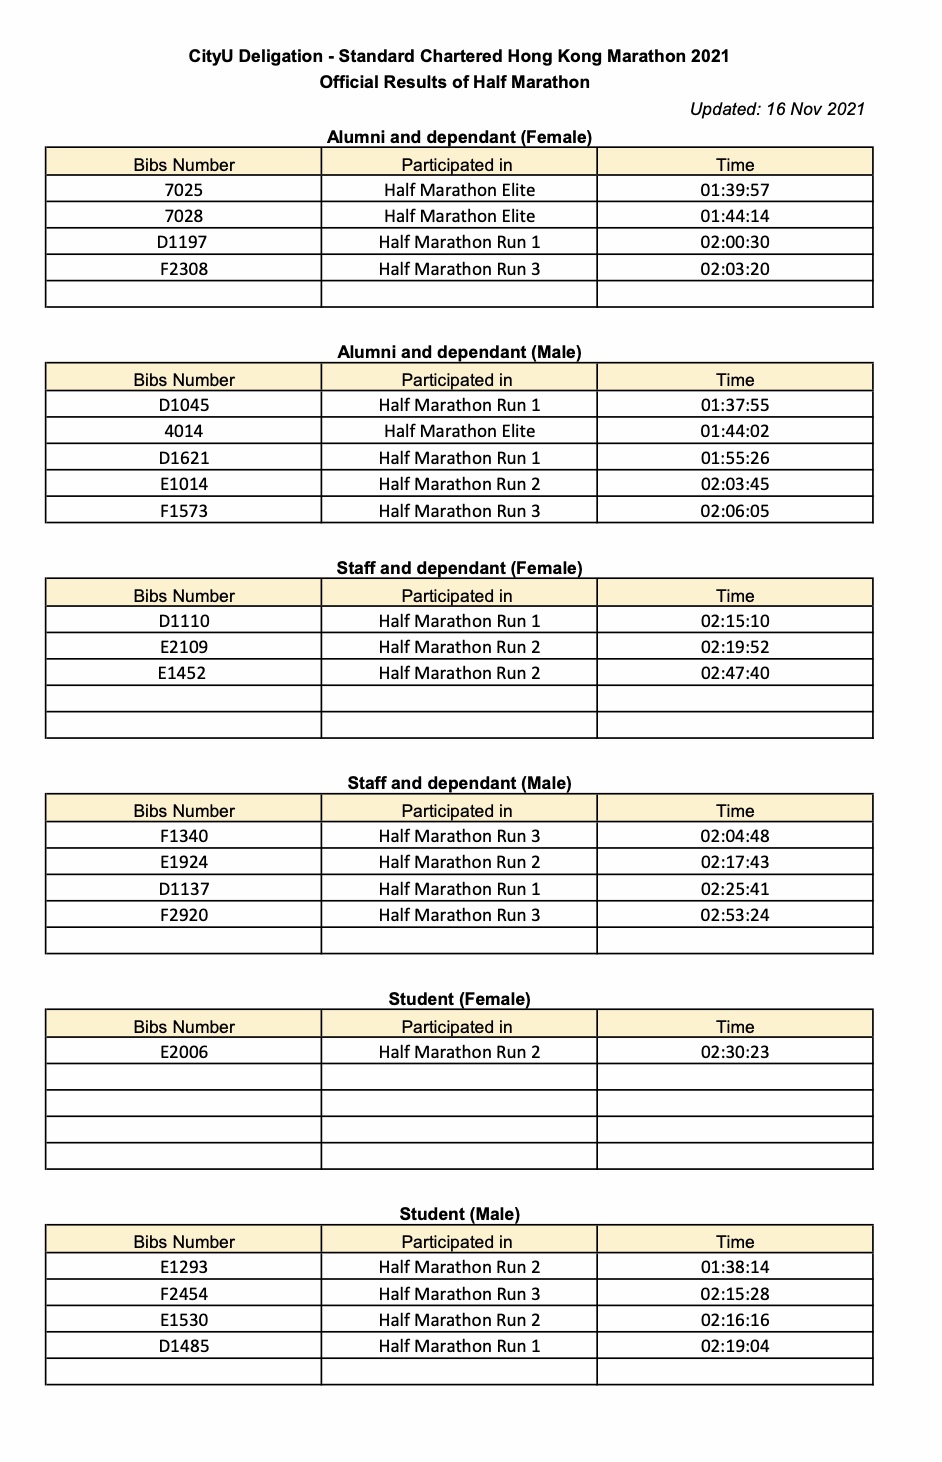 CityU Deligation - Standard Chartered Hong Kong Marathon 2021
Official Results of Half Marathon
Updated: 16 Nov 2021
Alumni and dependant (Female)
Bibs Number Participated in Time
7025 Half Marathon Elite 01:39:57
7028 Half Marathon Elite 01:44:14
D1197 Half Marathon Run 1 02:00:30
F2308 Half Marathon Run 3 02:03:20
Alumni and dependant (Male)
Bibs Number Participated in Time
D1045 Half Marathon Run 1 01:37:55
4014 Half Marathon Elite 01:44:02
D1621 Half Marathon Run 1 01:55:26
E1014 Half Marathon Run 2 02:03:45
F1573 Half Marathon Run 3 02:06:05
Staff and dependant (Female)
Bibs Number Participated in Time
D1110 Half Marathon Run 1 02:15:10
E2109 Half Marathon Run 2 02:19:52
E1452 Half Marathon Run 2 02:47:40
Staff and dependant (Male)
Bibs Number Participated in Time
F1340 Half Marathon Run 3 02:04:48
E1924 Half Marathon Run 2 02:17:43
D1137 Half Marathon Run 1 02:25:41
F2920 Half Marathon Run 3 02:53:24
Student (Female)
Bibs Number Participated in Time
E2006 Half Marathon Run 2 02:30:23
Student (Male)
Bibs Number Participated in Time
E1293 Half Marathon Run 2 01:38:14
F2454 Half Marathon Run 3 02:15:28
E1530 Half Marathon Run 2 02:16:16
D1485 Half Marathon Run 1 02:19:04